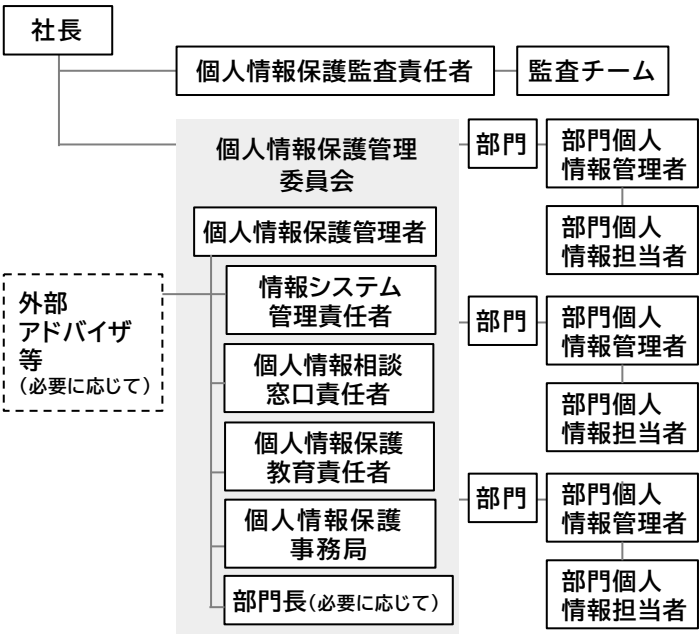 社長
個人情報保護監査責任者
監査チーム
個人情報保護管理
委員会
個人情報保護管理者
情報システム
管理責任者
個人情報相談
窓口責任者
個人情報保護
教育責任者
個人情報保護
事務局
部門長(必要に応じて)
外部
アドバイザ
等
(必要に応じて)
部門
部門個人
情報管理者
部門個人
情報担当者
部門
部門個人
情報管理者
部門個人
情報担当者
部門
部門個人
情報管理者
部門個人
情報担当者